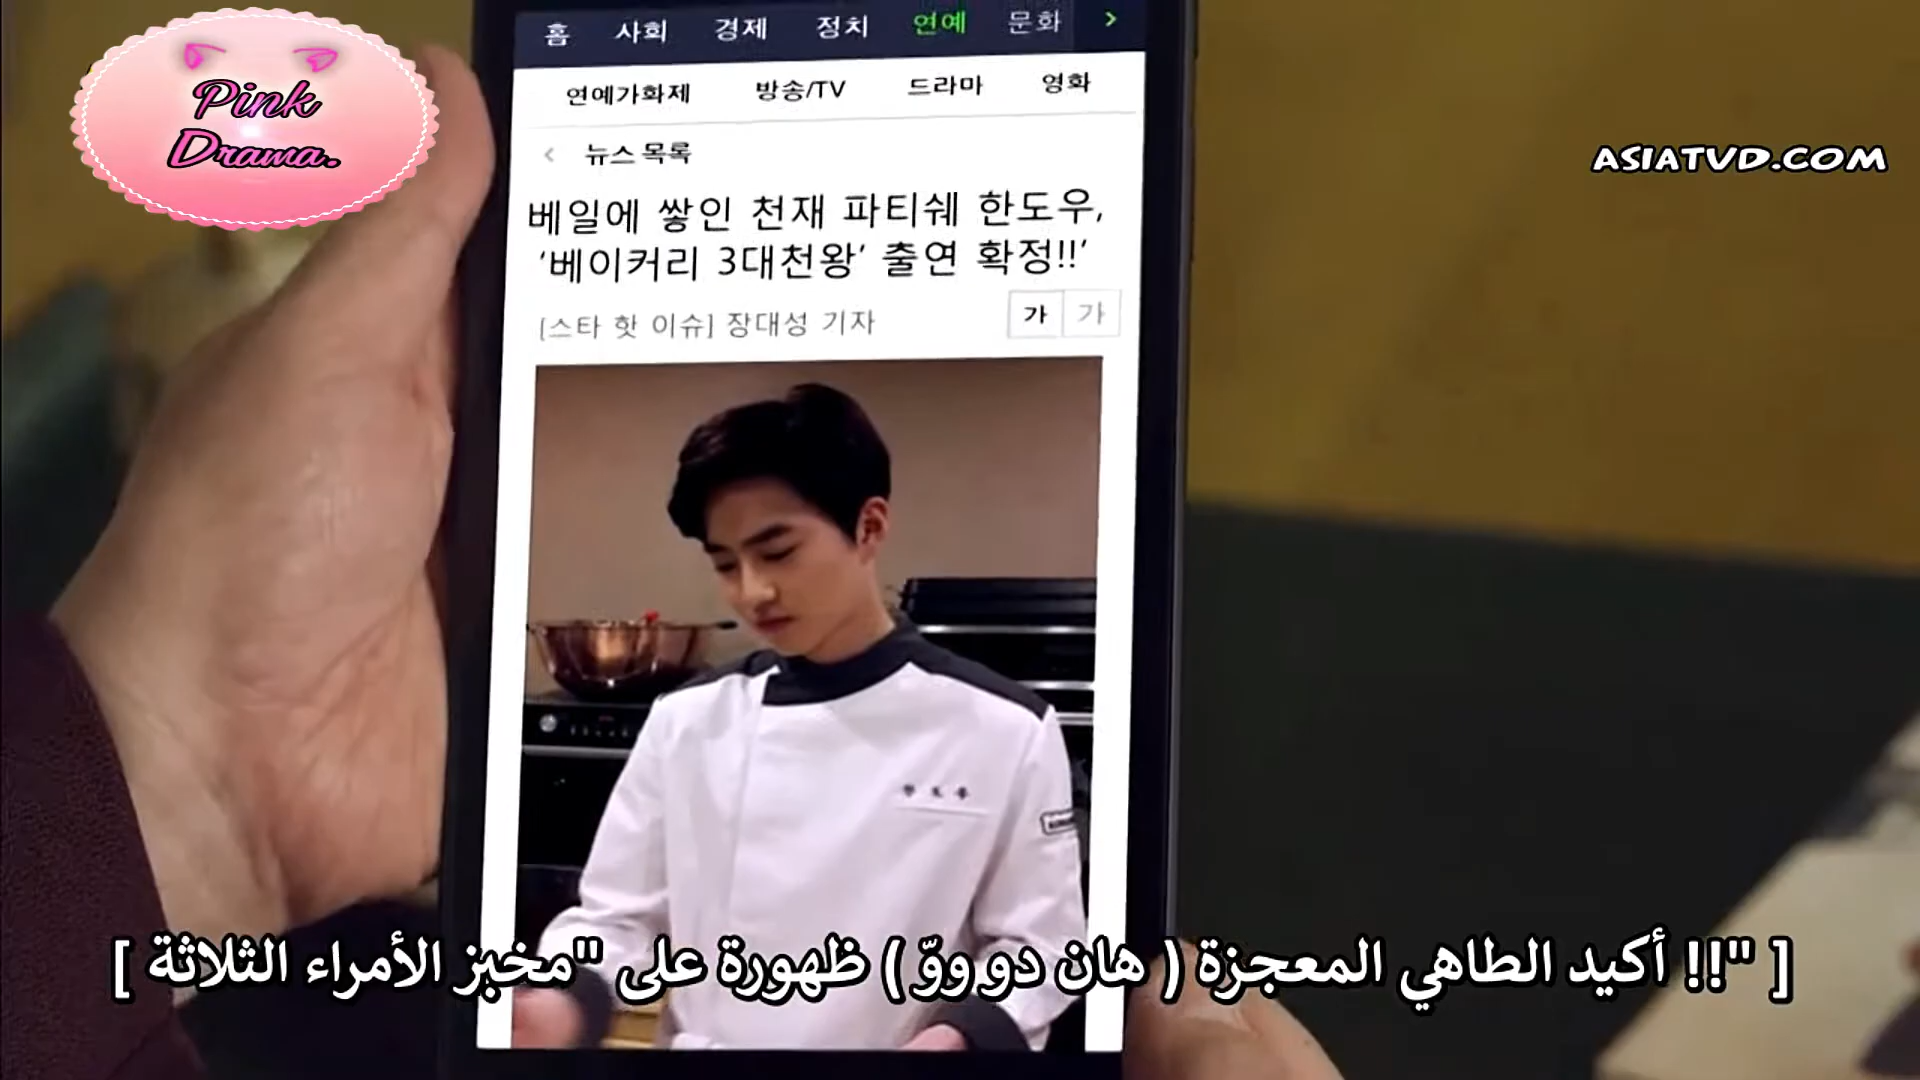 Pink
Drama.
ASIATVD.COM
홈 사회 경제 정치 연예 문화 >
연예가화제 방송/TV 드라마 영화
< 뉴스 목록
베일에 쌓인 천재 파티쉐 한도우,
‘베이커리 3대천왕’ 출연 확정!!’
[스타 핫 이슈] 장대성 기자
가 가
[ "!! أكيد الطاهي المعجزة ( هان دو ووّ ) ظهورة على "مخبز الأمراء الثلاثة ]